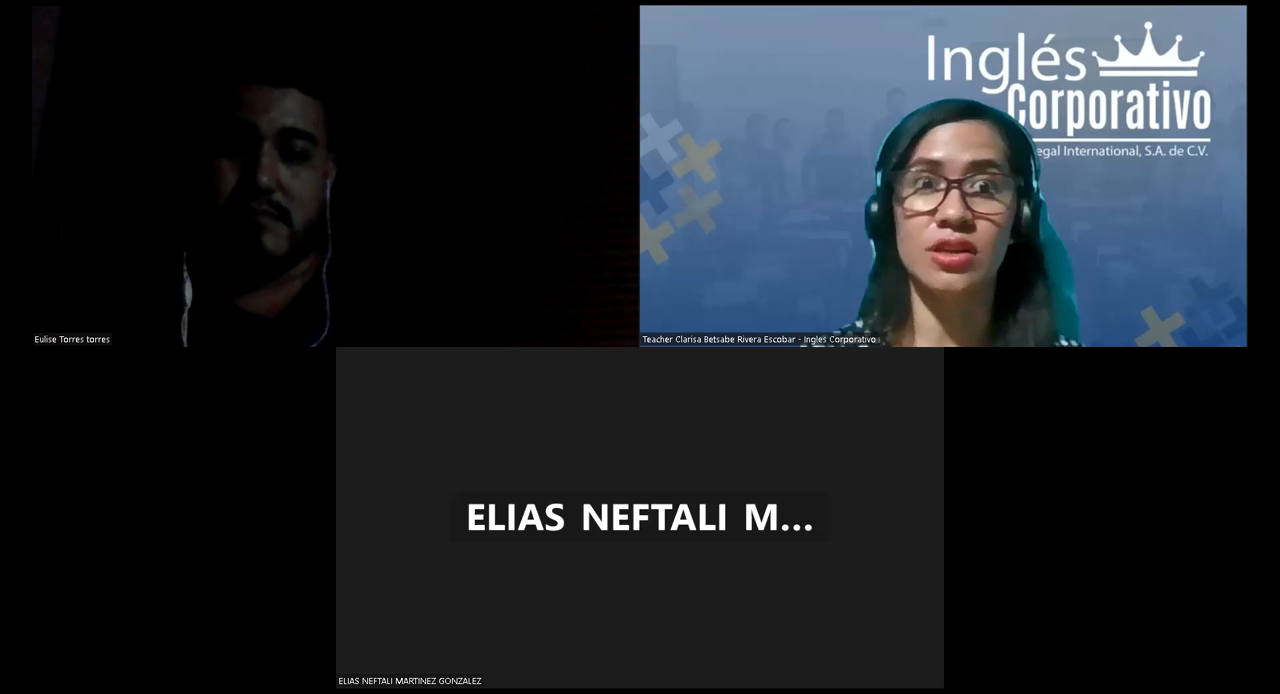 Inglés
Corporativo
egal International, S.A. de C.V.
Eulise Torres torres
Teacher Clarisa Betsabe Rivera Escobar - Ingles Corporativo
ELIAS NEFTALI M...
ELIAS NEFTALI MARTINEZ GONZALEZ